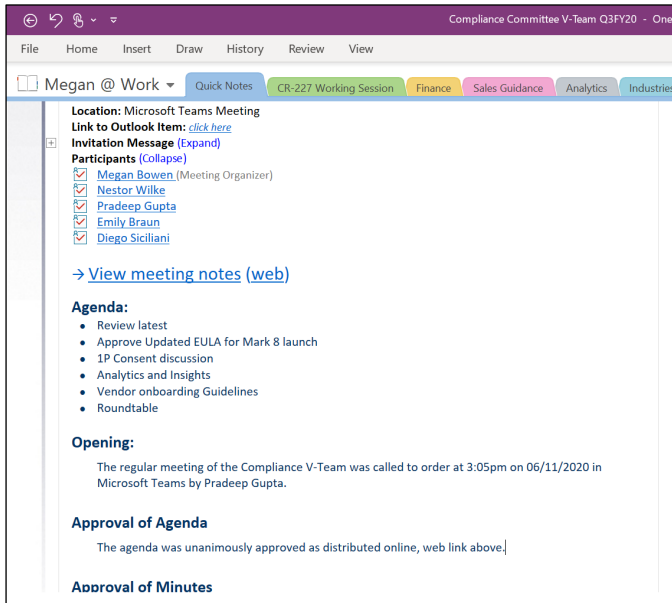 Compliance Committee V-Team Q3FY20 - One
File Home Insert Draw History Review View
Megan @ Work Quick Notes CR-227 Working Session Finance Sales Guidance Analytics Industries
Location: Microsoft Teams Meeting
Link to Outlook Item: click here
Invitation Message (Expand)
Participants (Collapse)
Megan Bowen (Meeting Organizer)
Nestor Wilke
Pradeep Gupta
Emily Braun
Diego Siciliani
→ View meeting notes (web)
Agenda:
• Review latest
• Approve Updated EULA for Mark 8 launch
• 1P Consent discussion
• Analytics and Insights
• Vendor onboarding Guidelines
• Roundtable
Opening:
The regular meeting of the Compliance V-Team was called to order at 3:05pm on 06/11/2020 in
Microsoft Teams by Pradeep Gupta.
Approval of Agenda
The agenda was unanimously approved as distributed online, web link above.
Approval of Minutes